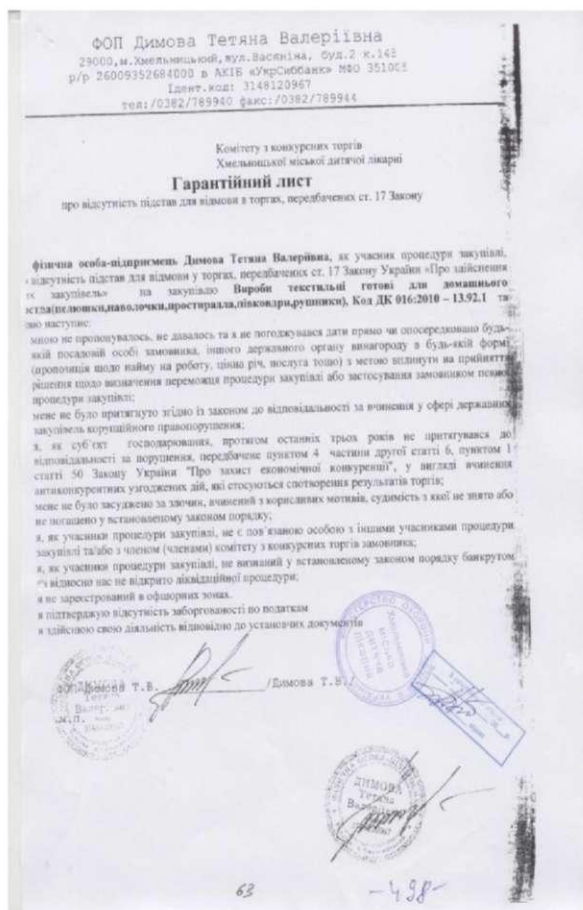 ФОП Димова Тетяна Валеріївна
29000,м.Хмельницький,вул.Васяніна, буд.2 к.143
р/р 26009352684000 в АКІБ «УкрСиббанк» МФО 351005
Ідент.код: 3148120967
тел:/0382/789940 факс:/0382/789944
Комітету з конкурсних торгів
Хмельницької міської дитячої лікарні
Гарантійний лист
про відсутність підстав для відмови в торгах, передбачених ст. 17 Закону
фізична особа-підприємець Димова Тетяна Валеріївна, як учасник процедури закупівлі,
відсутність підстав для відмови у торгах, передбачених ст. 17 Закону України «Про здійснення
закупівель» на закупівлю Вироби текстильні готові для домашнього
(пелюшки,наволочки,простирадла,підковдри,рушники), Код ДК 016:2010 – 13.92.1 та
наступне:
мною не пропонувалось, не давалось та я не погоджувався дати прямо чи опосередковано будь-
якій посадовій особі замовника, іншого державного органу винагороду в будь-якій формі
(пропозиція щодо найму на роботу, цінна річ, послуга тощо) з метою вплинути на прийняття
рішення щодо визначення переможця процедури закупівлі або застосування замовником певної
процедури закупівлі;
мене не було притягнуто згідно із законом до відповідальності за вчинення у сфері державних
закупівель корупційного правопорушення;
я, як суб'єкт господарювання, протягом останніх трьох років не притягувався до
відповідальності за порушення, передбачене пунктом 4 частини другої статті 6, пунктом 1
статті 50 Закону України "Про захист економічної конкуренції", у вигляді вчинення
антиконкурентних узгоджених дій, які стосуються спотворення результатів торгів;
мене не було засуджено за злочин, вчинений з корисливих мотивів, судимість з якої не знято або
не погашено у встановленому законом порядку;
я, як учасники процедури закупівлі, не є пов'язаною особою з іншими учасниками процедури
закупівлі та/або з членом (членами) комітету з конкурсних торгів замовника;
я, як учасники процедури закупівлі, не визнаний у встановленому законом порядку банкрутом
відносно нас не відкрито ліквідаційної процедури;
я не зареєстрований в офшорних зонах.
я підтверджую відсутність заборгованості по податкам
я здійснюю свою діяльність відповідно до установчих документів
ФОП Димова Т.В. /Димова Т.В./
м.п.
ДИМОВА
Тетяна
63
-498-